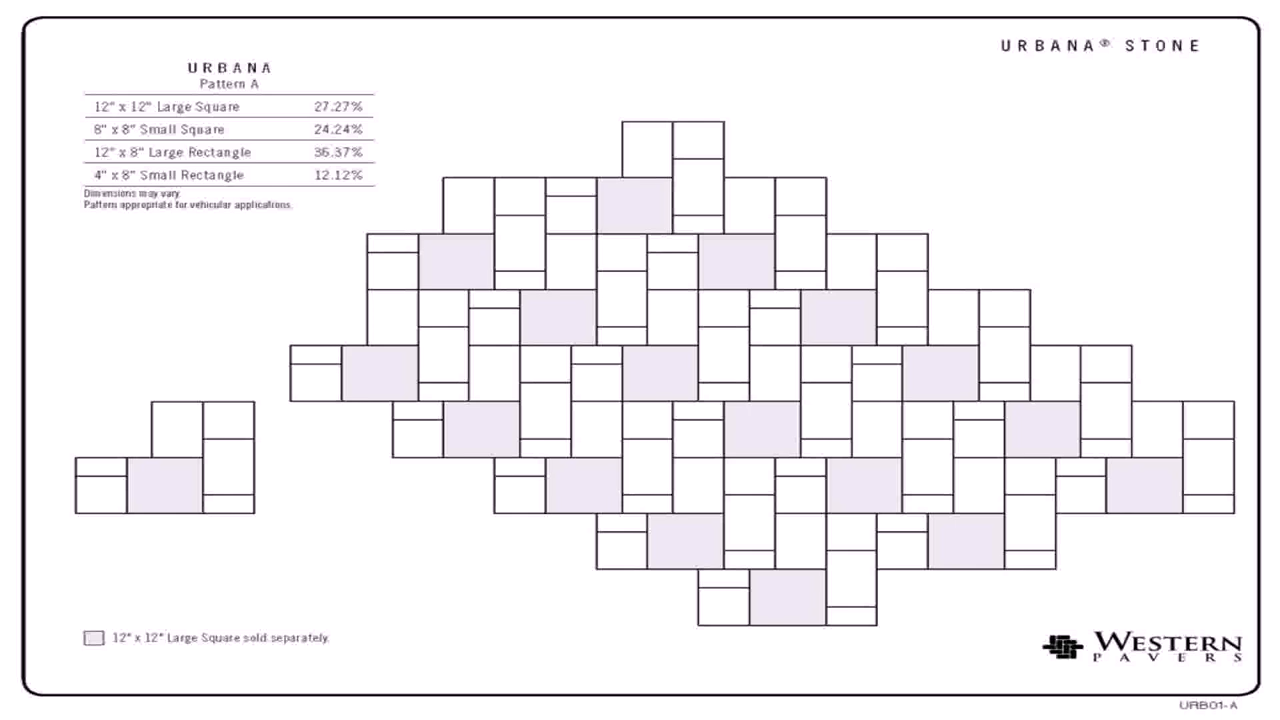 URBANA® STONE
URBANA
Pattern A
12" x 12" Large Square 27.27%
8" x 8" Small Square 24.24%
12" x 8" Large Rectangle 36.37%
4" x 8" Small Rectangle 12.12%
Dimensions may vary.
Pattern appropriate for vehicular applications.
12" x 12" Large Square sold separately.
WESTERN
PAVERS
URB01-A